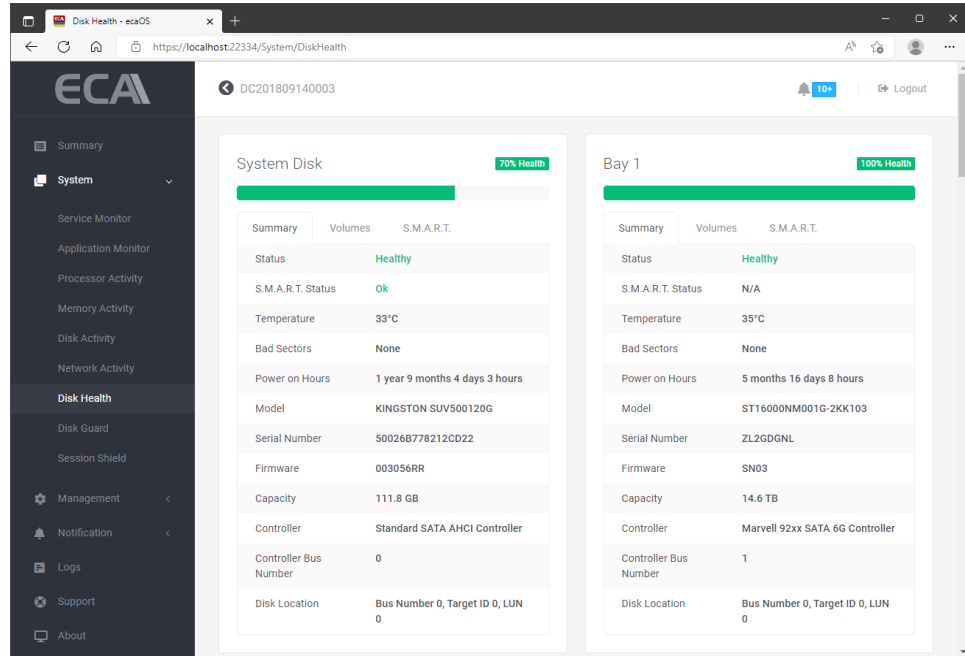 ECA Disk Health - ecaOS
https://localhost:22334/System/DiskHealth
ECA
DC201809140003
10+
Logout
Summary
System
Service Monitor
Application Monitor
Processor Activity
Memory Activity
Disk Activity
Network Activity
Disk Health
Disk Guard
Session Shield
Management
Notification
Logs
Support
About
System Disk
70% Health
Summary Volumes S.M.A.R.T.
Status Healthy
S.M.A.R.T. Status Ok
Temperature 33°C
Bad Sectors None
Power on Hours 1 year 9 months 4 days 3 hours
Model KINGSTON SUV500120G
Serial Number 50026B778212CD22
Firmware 003056RR
Capacity 111.8 GB
Controller Standard SATA AHCI Controller
Controller Bus Number 0
Disk Location Bus Number 0, Target ID 0, LUN
0
Bay 1
100% Health
Summary Volumes S.M.A.R.T.
Status Healthy
S.M.A.R.T. Status N/A
Temperature 35°C
Bad Sectors None
Power on Hours 5 months 16 days 8 hours
Model ST16000NM001G-2KK103
Serial Number ZL2GDGNL
Firmware SN03
Capacity 14.6 TB
Controller Marvell 92xx SATA 6G Controller
Controller Bus Number 1
Disk Location Bus Number 0, Target ID 0, LUN
0